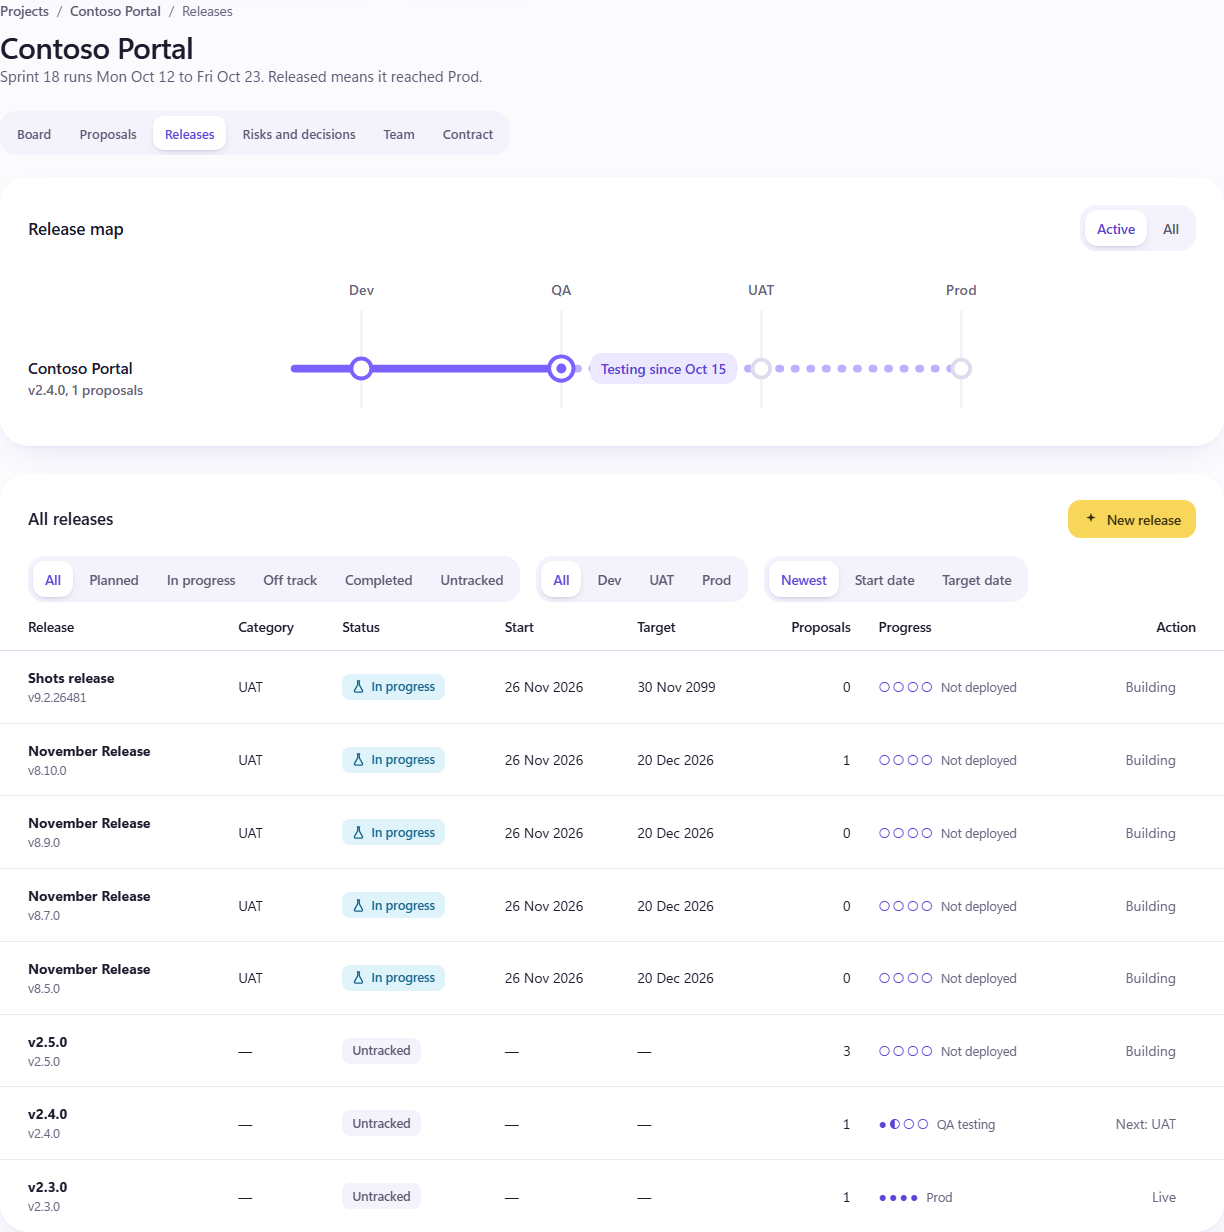 Projects / Contoso Portal / Releases
Contoso Portal
Sprint 18 runs Mon Oct 12 to Fri Oct 23. Released means it reached Prod.
Board Proposals Releases Risks and decisions Team Contract
Release map
Active All
Dev QA UAT Prod
Contoso Portal
v2.4.0, 1 proposals
Testing since Oct 15
All releases
New release
All Planned In progress Off track Completed Untracked All Dev UAT Prod Newest Start date Target date
Release Category Status Start Target Proposals Progress Action
Shots release
v9.2.26481
UAT In progress 26 Nov 2026 30 Nov 2099 0 Not deployed Building
November Release
v8.10.0
UAT In progress 26 Nov 2026 20 Dec 2026 1 Not deployed Building
November Release
v8.9.0
UAT In progress 26 Nov 2026 20 Dec 2026 0 Not deployed Building
November Release
v8.7.0
UAT In progress 26 Nov 2026 20 Dec 2026 0 Not deployed Building
November Release
v8.5.0
UAT In progress 26 Nov 2026 20 Dec 2026 0 Not deployed Building
v2.5.0
v2.5.0
— Untracked — — 3 Not deployed Building
v2.4.0
v2.4.0
— Untracked — — 1 QA testing Next: UAT
v2.3.0
v2.3.0
— Untracked — — 1 Prod Live